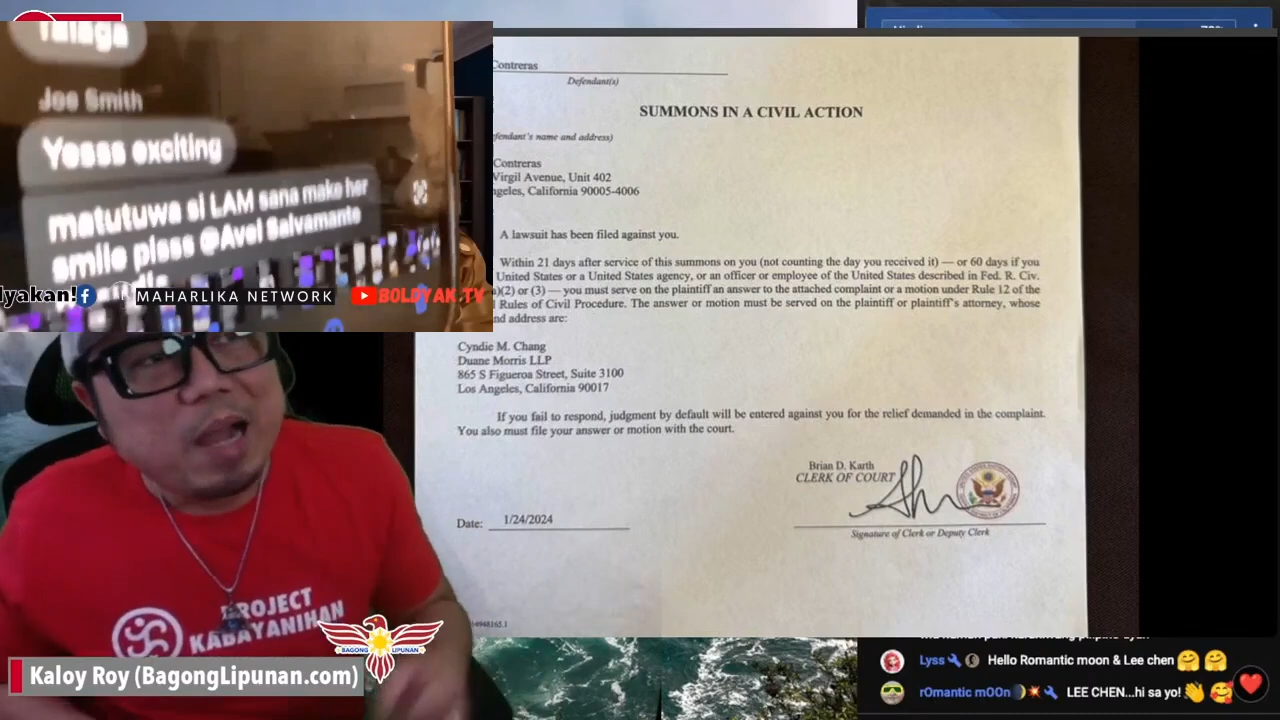 Talaga
Joe Smith
Yesss exciting
matutuwa si LAM sana make her
smile plsss @Avel Salvamante
lyakan!
MAHARLIKA NETWORK
BOLDYAK TV
Contreras
Defendant(s)
SUMMONS IN A CIVIL ACTION
fendant's name and address)
Contreras
Virgil Avenue, Unit 402
ngeles, California 90005-4006
A lawsuit has been filed against you.
Within 21 days after service of this summons on you (not counting the day you received it) — or 60 days if you
United States or a United States agency, or an officer or employee of the United States described in Fed. R. Civ.
a)(2) or (3) — you must serve on the plaintiff an answer to the attached complaint or a motion under Rule 12 of the
l Rules of Civil Procedure. The answer or motion must be served on the plaintiff or plaintiff's attorney, whose
nd address are:
Cyndie M. Chang
Duane Morris LLP
865 S Figueroa Street, Suite 3100
Los Angeles, California 90017
If you fail to respond, judgment by default will be entered against you for the relief demanded in the complaint.
You also must file your answer or motion with the court.
Brian D. Karth
CLERK OF COURT
Date: 1/24/2024
Signature of Clerk or Deputy Clerk
PROJECT
KABAYANIHAN
BAGONG LIPUNAN
Kaloy Roy (BagongLipunan.com)
Lyss Hello Romantic moon & Lee chen
rOmantic mOOn LEE CHEN...hi sa yo!